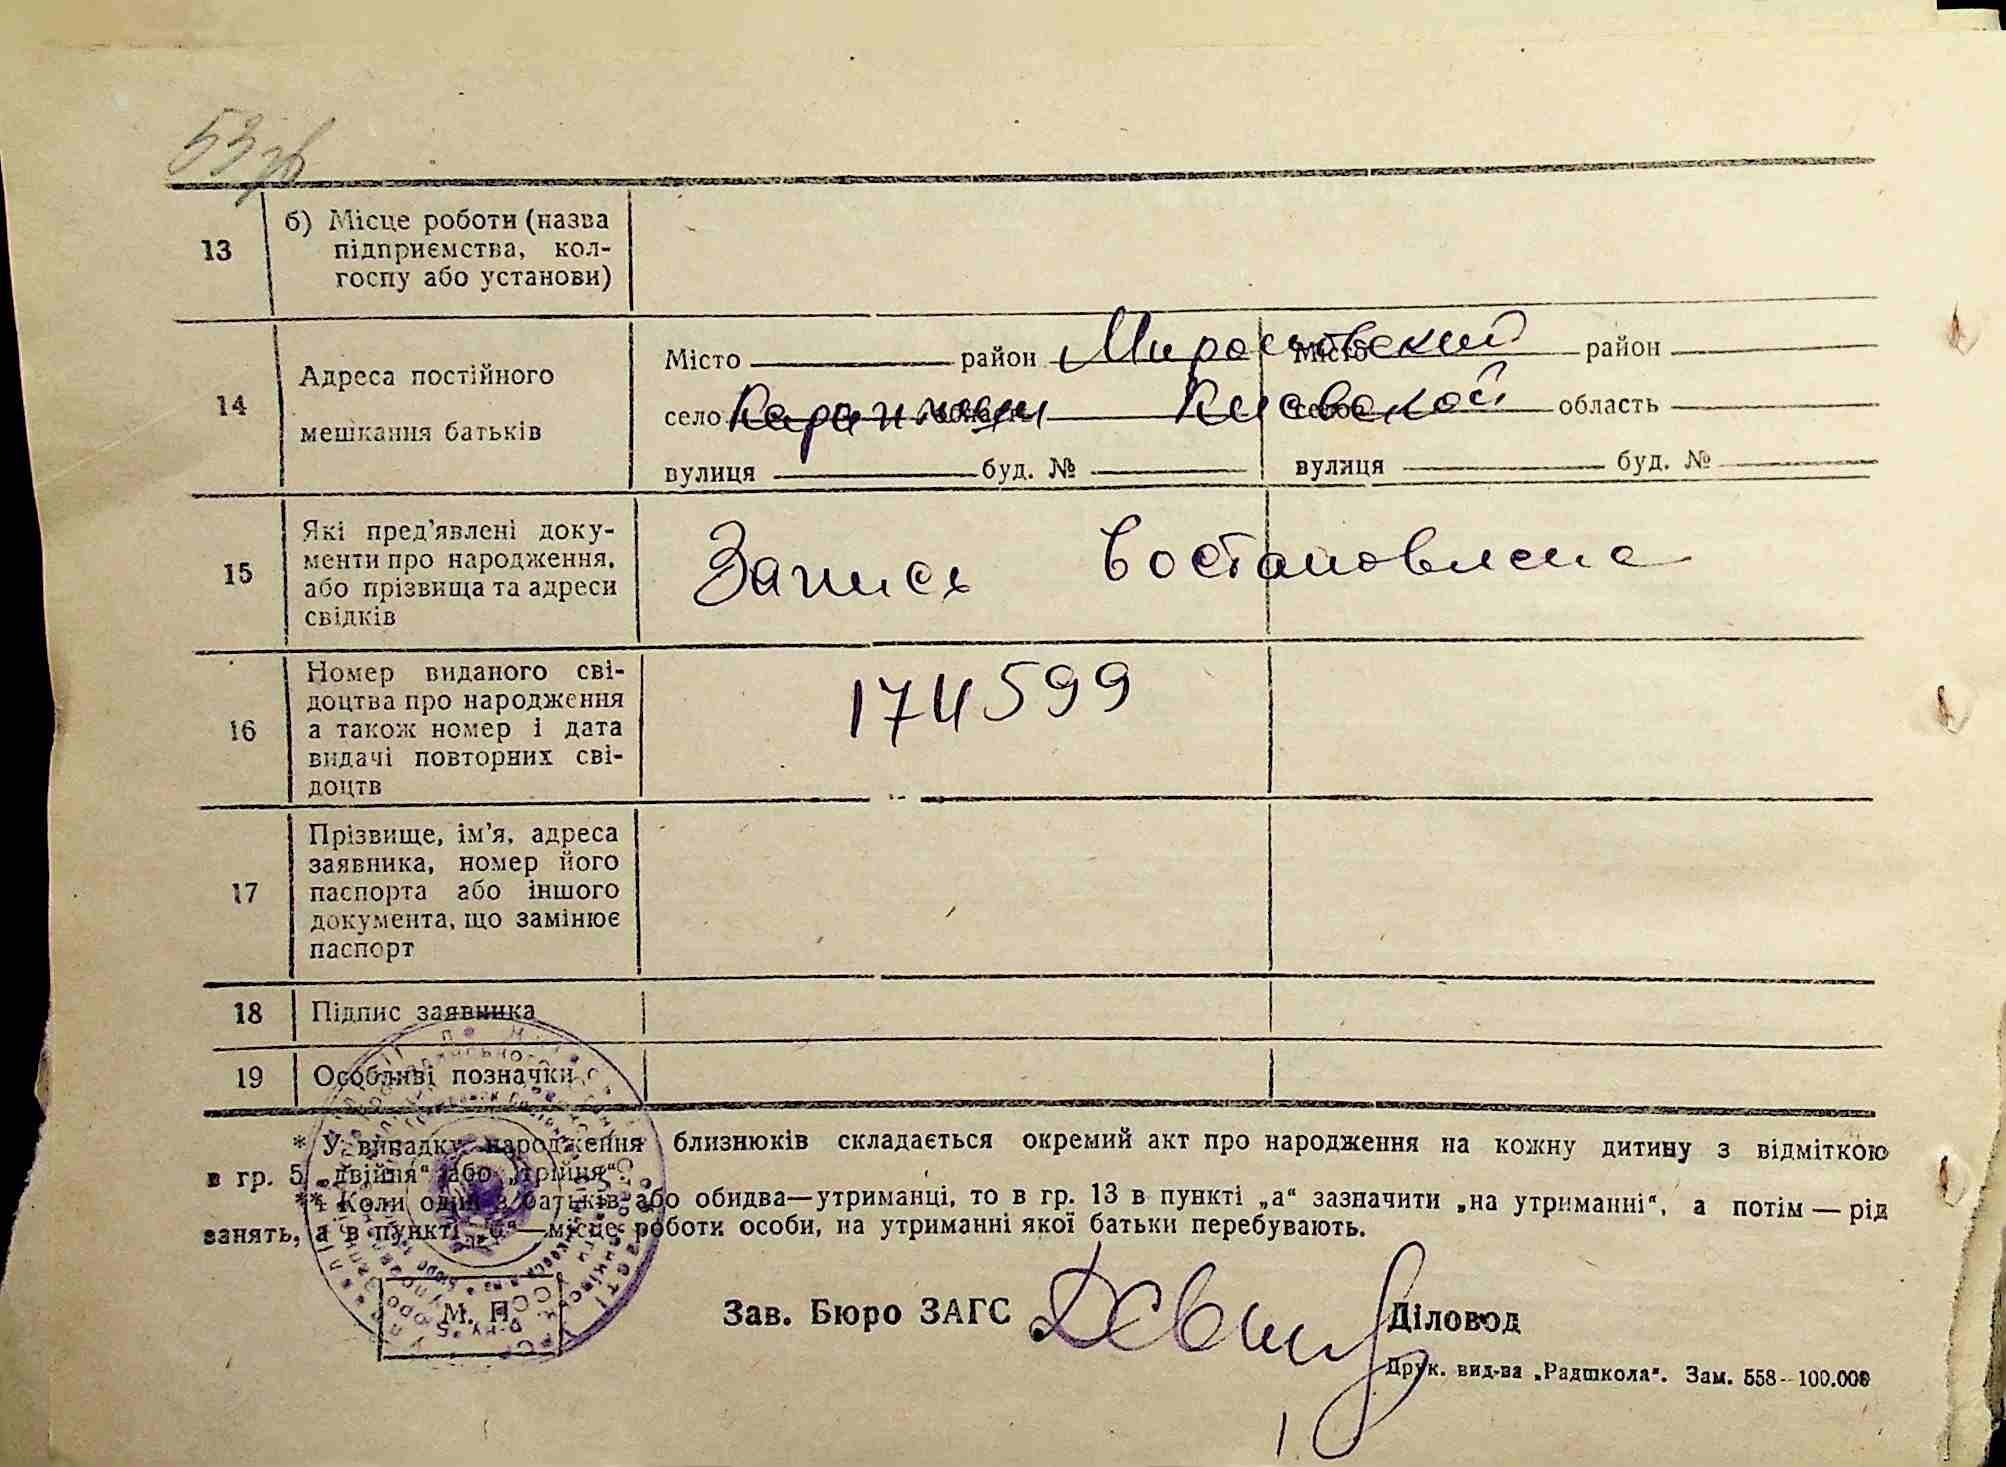 53 зв
13 б) Місце роботи (назва
підприємства, кол-
госпу або установи)
14 Адреса постійного
мешкання батьків
Місто район Мироновский Місто район
село Карапиши Киевской область
вулиця буд. № вулиця буд. №
15 Які пред'явлені доку-
менти про народження,
або прізвища та адреси
свідків
Запись востановлена
16 Номер виданого сві-
доцтва про народження
а також номер і дата
видачі повторних сві-
доцтв
174599
17 Прізвище, ім'я, адреса
заявника, номер його
паспорта або іншого
документа, що замінює
паспорт
18 Підпис заявника
19 Особливі позначки
* У випадку народження близнюків складається окремий акт про народження на кожну дитину з відміткою
в гр. 5 „двійня“ або „трійня“.
** Коли один з батьків або обидва—утриманці, то в гр. 13 в пункті „а“ зазначити „на утриманні“, а потім — рід
занять, а в пункті „б“—місце роботи особи, на утриманні якої батьки перебувають.
М. П.
Зав. Бюро ЗАГС Діловод
Друк. вид-ва „Радшкола“. Зам. 558—100.000